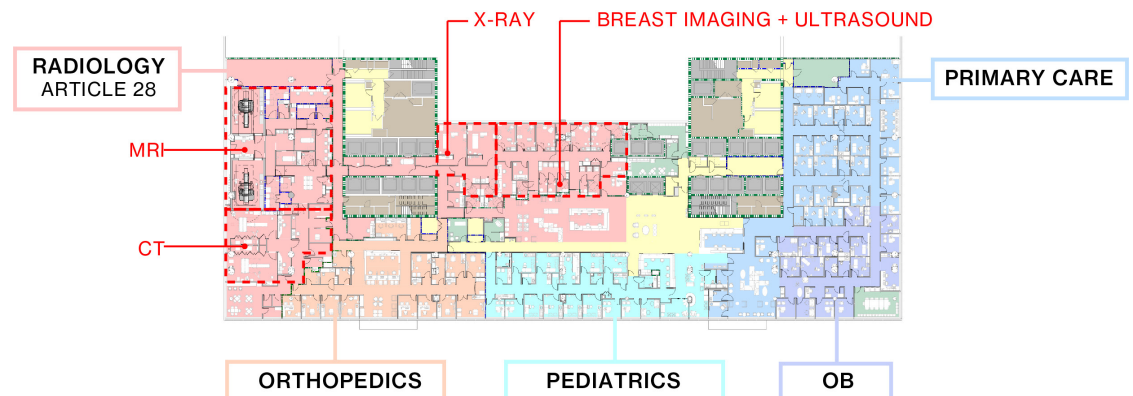 X-RAY
BREAST IMAGING + ULTRASOUND
RADIOLOGY
ARTICLE 28
PRIMARY CARE
MRI
CT
ORTHOPEDICS
PEDIATRICS
OB